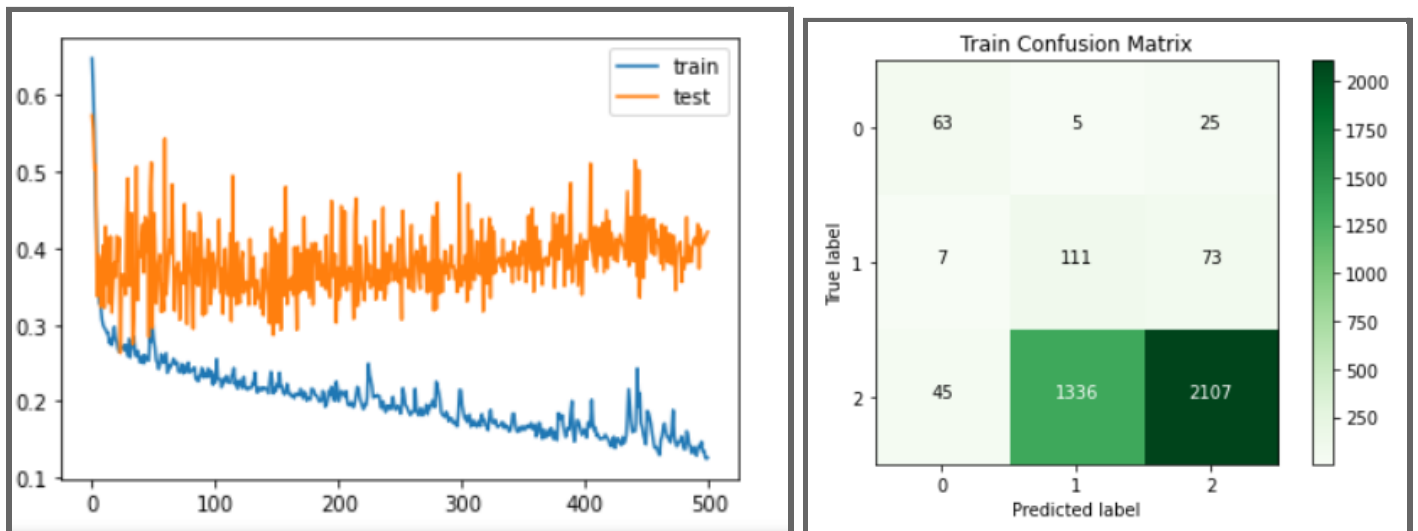 train
test
0.6
0.5
0.4
0.3
0.2
0.1
0 100 200 300 400 500
Train Confusion Matrix
0 63 5 25
1 7 111 73
2 45 1336 2107
0 1 2
True label
Predicted label
2000
1750
1500
1250
1000
750
500
250